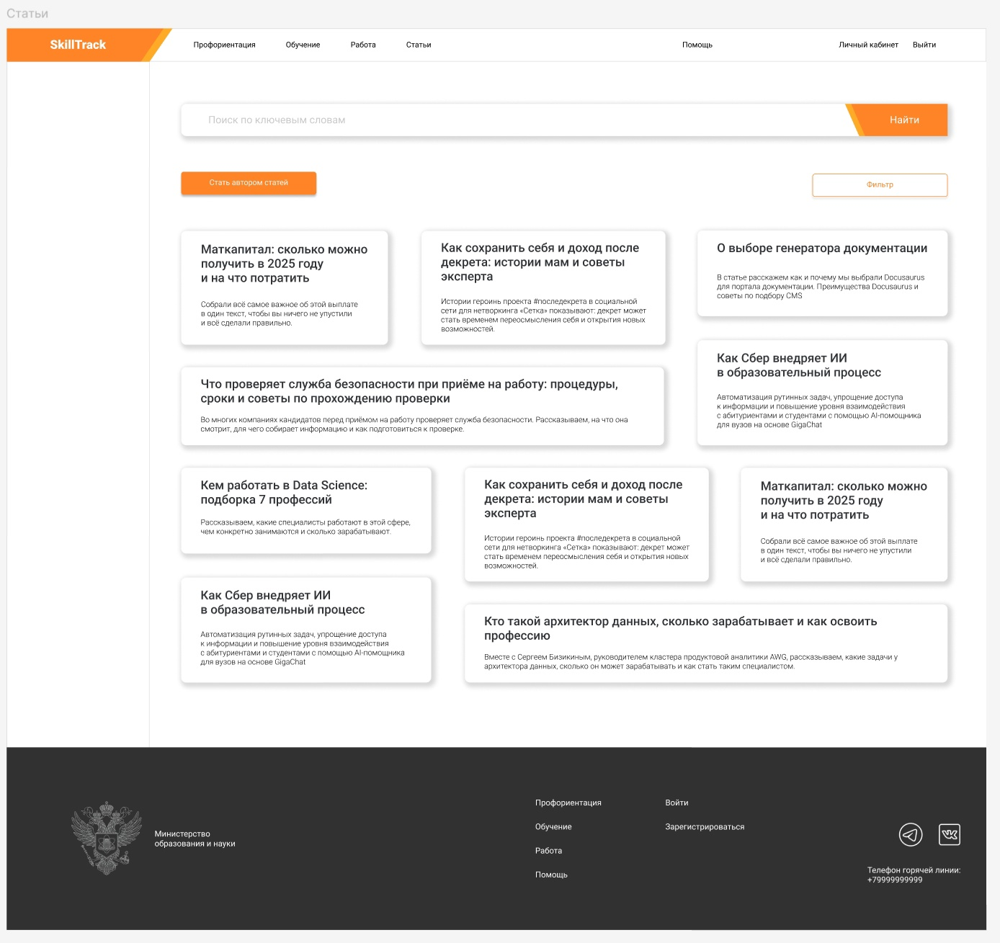 Статьи
SkillTrack
Профориентация
Обучение
Работа
Статьи
Помощь
Личный кабинет
Выйти
Поиск по ключевым словам
Найти
Стать автором статей
Фильтр
Маткапитал: сколько можно
получить в 2025 году
и на что потратить
Собрали всё самое важное об этой выплате
в один текст, чтобы вы ничего не упустили
и всё сделали правильно.
Как сохранить себя и доход после
декрета: истории мам и советы
эксперта
Истории героинь проекта #последекрета в социальной
сети для нетворкинга «Сетка» показывают: декрет может
стать временем переосмысления себя и открытия новых
возможностей.
О выборе генератора документации
В статье расскажем как и почему мы выбрали Docusaurus
для портала документации. Преимущества Docusaurus и
советы по подбору CMS
Как Сбер внедряет ИИ
в образовательный процесс
Автоматизация рутинных задач, упрощение доступа
к информации и повышение уровня взаимодействия
с абитуриентами и студентами с помощью AI-помощника
для вузов на основе GigaChat
Что проверяет служба безопасности при приёме на работу: процедуры,
сроки и советы по прохождению проверки
Во многих компаниях кандидатов перед приёмом на работу проверяет служба безопасности. Рассказываем, на что она
смотрит, для чего собирает информацию и как подготовиться к проверке.
Кем работать в Data Science:
подборка 7 профессий
Рассказываем, какие специалисты работают в этой сфере,
чем конкретно занимаются и сколько зарабатывают.
Как сохранить себя и доход после
декрета: истории мам и советы
эксперта
Истории героинь проекта #последекрета в социальной
сети для нетворкинга «Сетка» показывают: декрет может
стать временем переосмысления себя и открытия новых
возможностей.
Маткапитал: сколько можно
получить в 2025 году
и на что потратить
Собрали всё самое важное об этой выплате
в один текст, чтобы вы ничего не упустили
и всё сделали правильно.
Как Сбер внедряет ИИ
в образовательный процесс
Автоматизация рутинных задач, упрощение доступа
к информации и повышение уровня взаимодействия
с абитуриентами и студентами с помощью AI-помощника
для вузов на основе GigaChat
Кто такой архитектор данных, сколько зарабатывает и как освоить
профессию
Вместе с Сергеем Бизикиным, руководителем кластера продуктовой аналитики AWG, рассказываем, какие задачи у
архитектора данных, сколько он может зарабатывать и как стать таким специалистом.
Министерство
образования и науки
Профориентация
Обучение
Работа
Помощь
Войти
Зарегистрироваться
Телефон горячей линии:
+79999999999